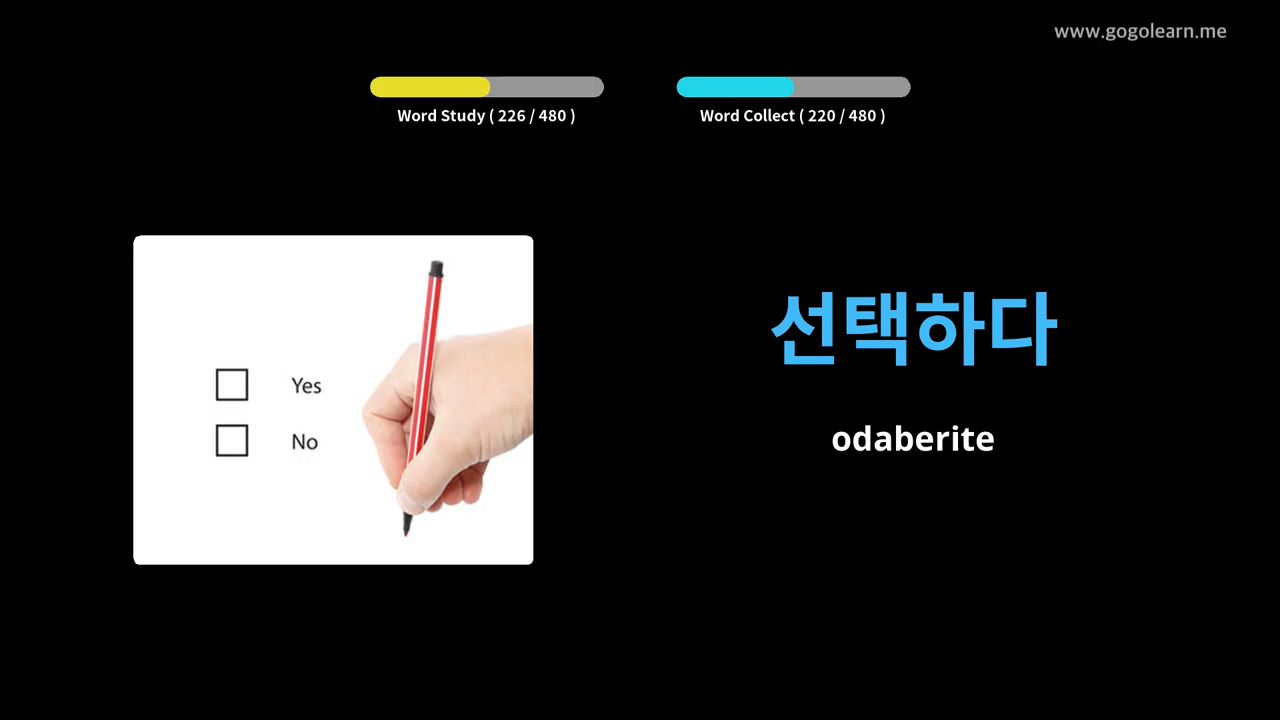 www.gogolearn.me
Word Study ( 226 / 480 )
Word Collect ( 220 / 480 )
선택하다
odaberite
Yes
No